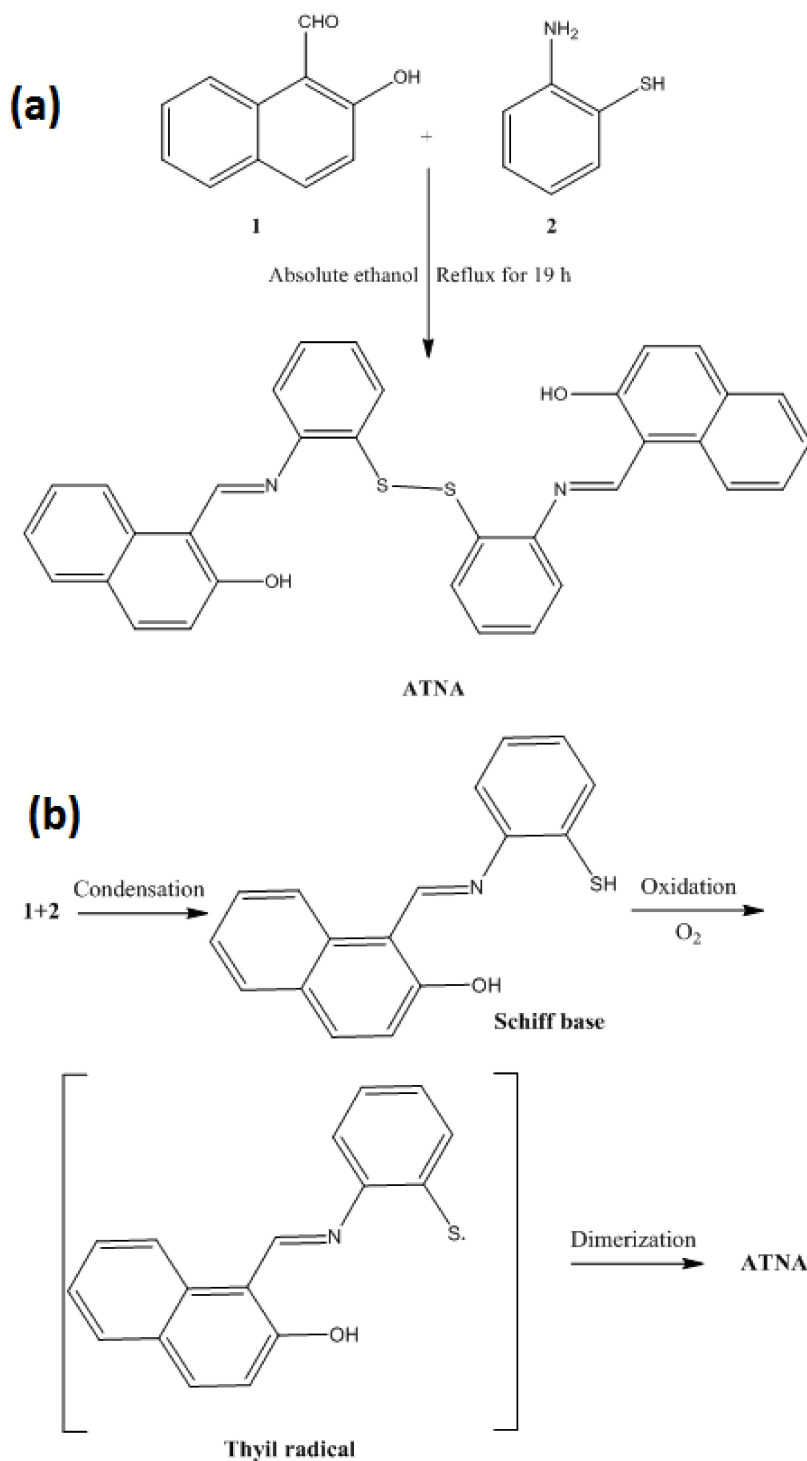 (a)
CHO
OH
+
NH2
SH
1
2
Absolute ethanol Reflux for 19 h
HO
N
S
S
N
OH
ATNA
(b)
1+2
Condensation
N
SH
OH
Schiff base
Oxidation
O2
N
S.
OH
Thyil radical
Dimerization
ATNA